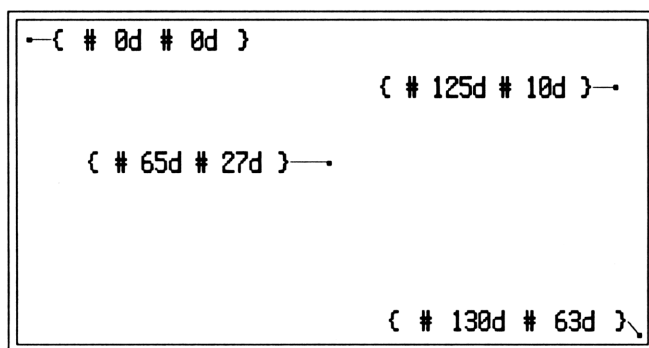 { # 0d # 0d }
{ # 125d # 10d }
{ # 65d # 27d }
{ # 130d # 63d }